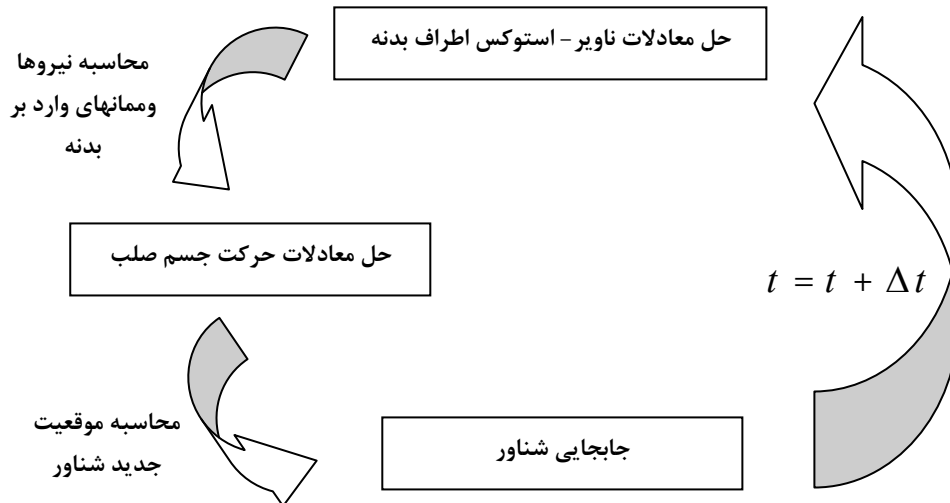 حل معادلات ناویر – استوکس اطراف بدنه
محاسبه نیروها
وممانهای وارد بر
بدنه
حل معادلات حرکت جسم صلب
t = t + Δt
محاسبه موقعیت
جدید شناور
جابجایی شناور